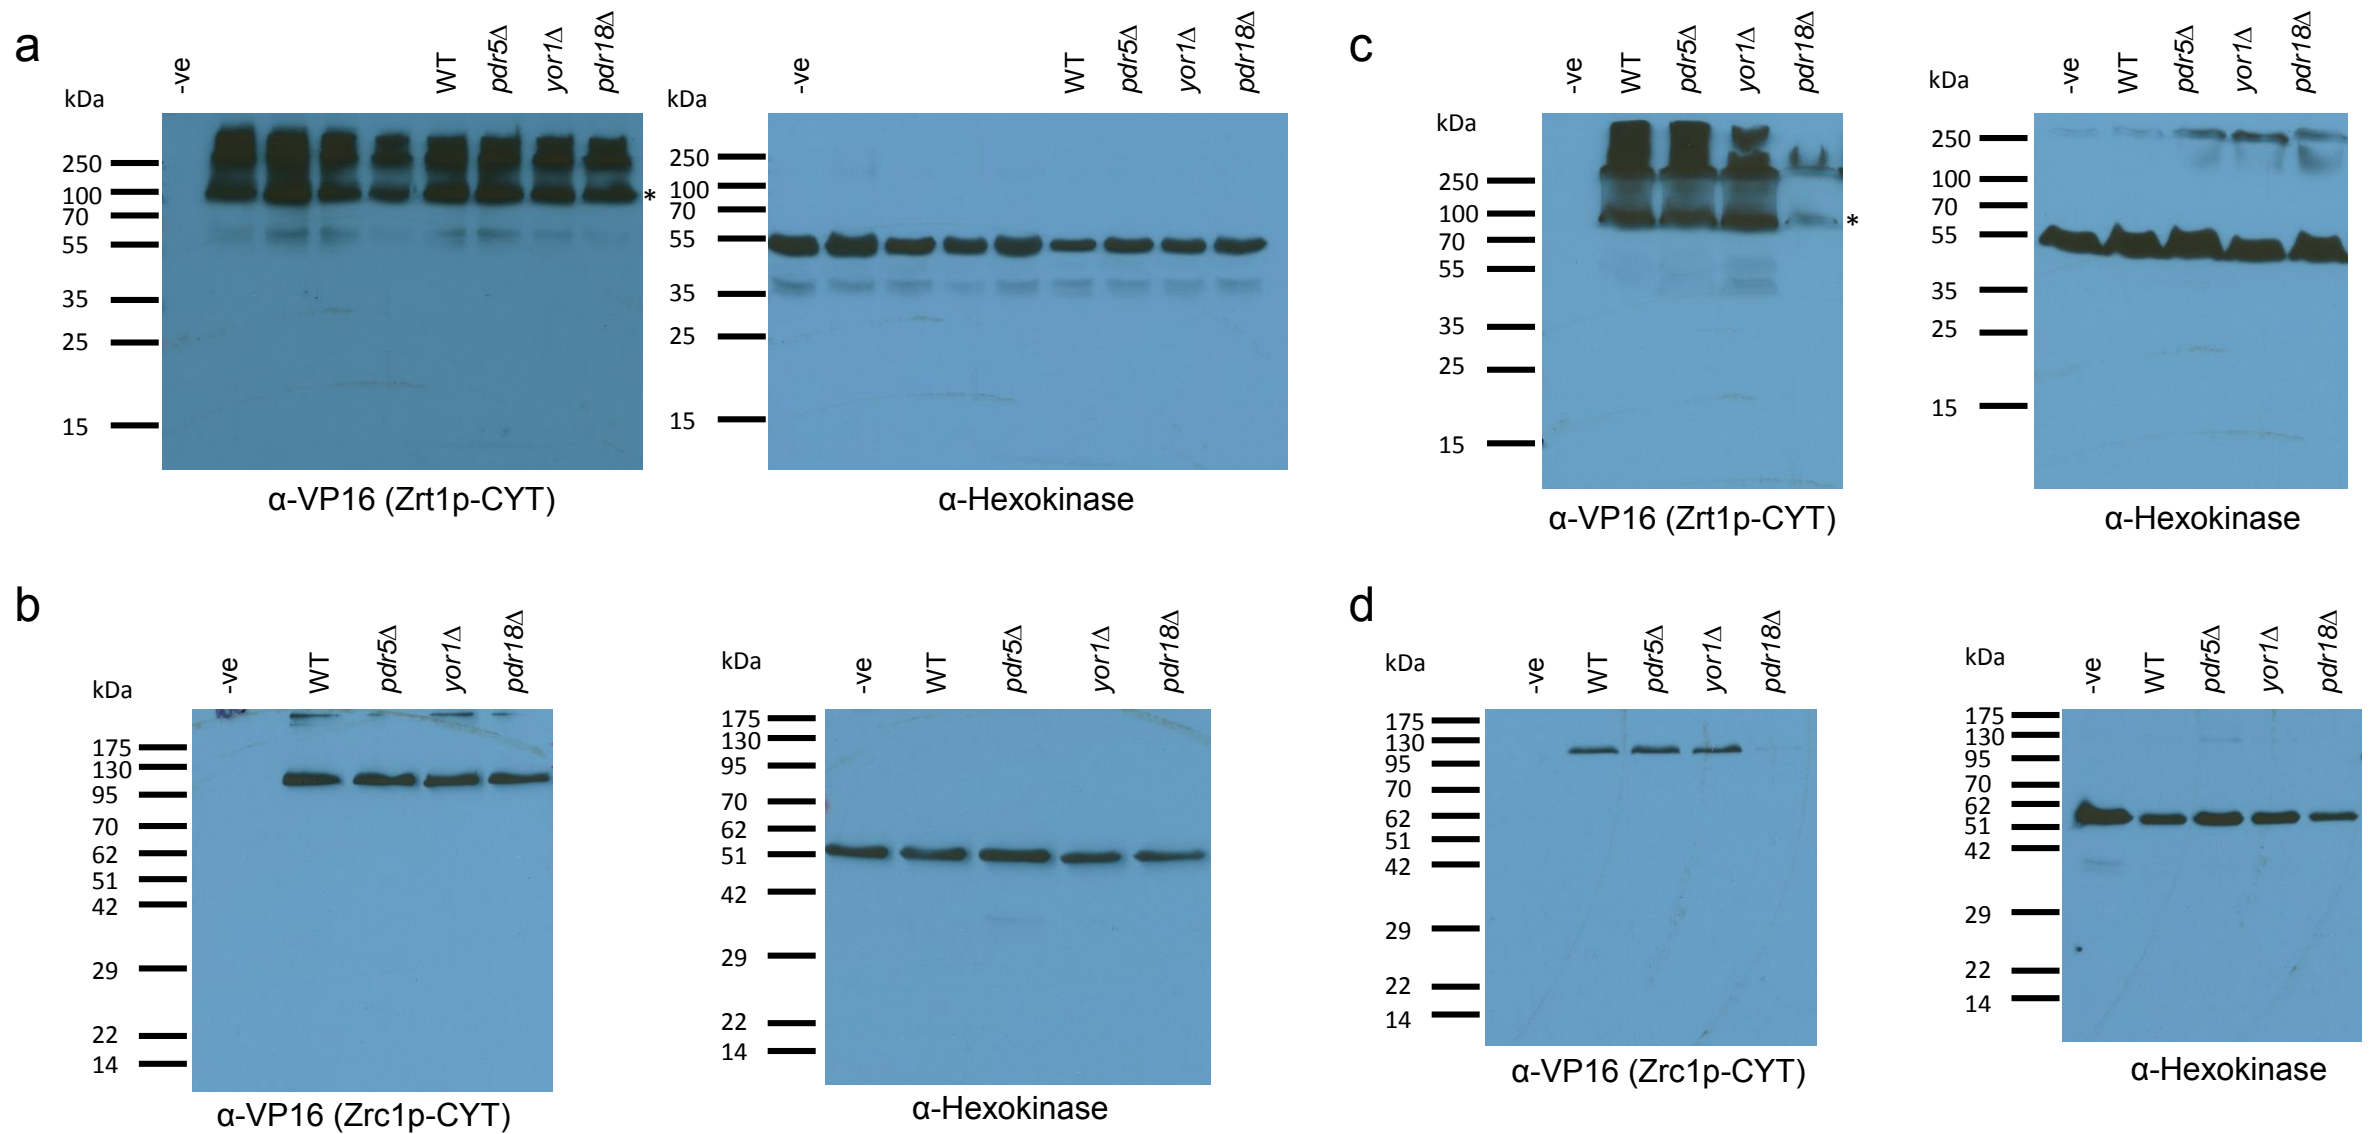 a
-ve
WT
pdr5Δ
yor1Δ
pdr18Δ
kDa
250
100
70
55
35
25
15
*
α-VP16 (Zrt1p-CYT)
-ve
WT
pdr5Δ
yor1Δ
pdr18Δ
kDa
250
100
70
55
35
25
15
α-Hexokinase
c
-ve
WT
pdr5Δ
yor1Δ
pdr18Δ
kDa
250
100
70
55
35
25
15
*
α-VP16 (Zrt1p-CYT)
-ve
WT
pdr5Δ
yor1Δ
pdr18Δ
kDa
250
100
70
55
35
25
15
α-Hexokinase
b
-ve
WT
pdr5Δ
yor1Δ
pdr18Δ
kDa
175
130
95
70
62
51
42
29
22
14
α-VP16 (Zrc1p-CYT)
-ve
WT
pdr5Δ
yor1Δ
pdr18Δ
kDa
175
130
95
70
62
51
42
29
22
14
α-Hexokinase
d
-ve
WT
pdr5Δ
yor1Δ
pdr18Δ
kDa
175
130
95
70
62
51
42
29
22
14
α-VP16 (Zrc1p-CYT)
-ve
WT
pdr5Δ
yor1Δ
pdr18Δ
kDa
175
130
95
70
62
51
42
29
22
14
α-Hexokinase